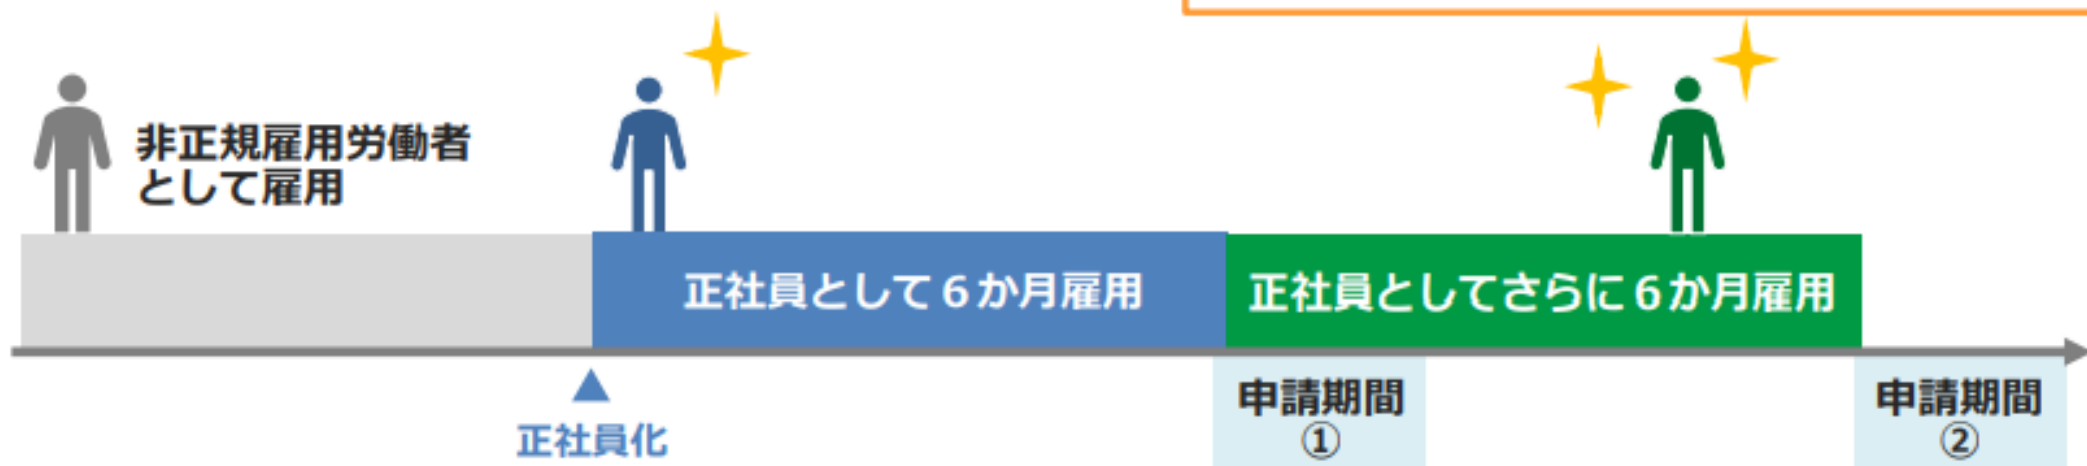 非正規雇用労働者
として雇用
正社員として６か月雇用
正社員としてさらに６か月雇用
正社員化
申請期間
①
申請期間
②